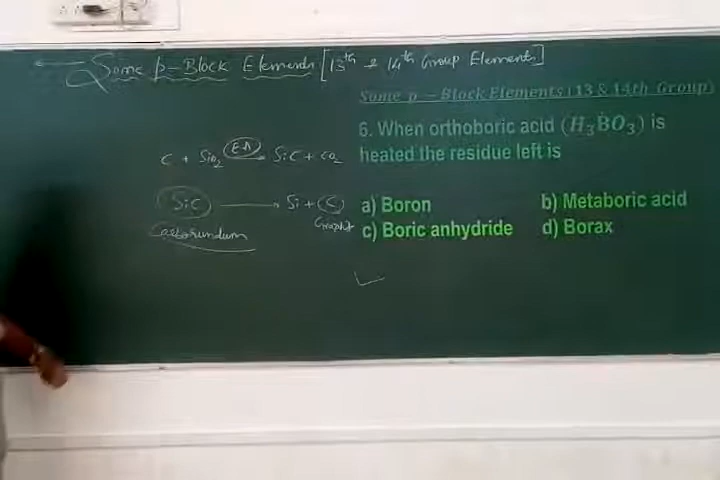 Some p-Block Elements [13th & 14th Group Elements]
Some p – Block Elements (13 & 14th Group)
6. When orthoboric acid (H₃BO₃) is
heated the residue left is
a) Boron b) Metaboric acid
c) Boric anhydride d) Borax
C + SiO₂ → SiC + CO₂
SiC → Si + C
Carborundum